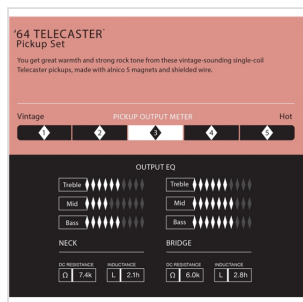 '64 TELECASTER®
Pickup Set
You get great warmth and strong rock tone from these vintage-sounding single-coil
Telecaster pickups, made with alnico 5 magnets and shielded wire.
Vintage PICKUP OUTPUT METER Hot
1 2 3 4 5
OUTPUT EQ
Treble Treble
Mid Mid
Bass Bass
NECK BRIDGE
DC RESISTANCE INDUCTANCE DC RESISTANCE INDUCTANCE
Ω 7.4k L 2.1h Ω 6.0k L 2.8h